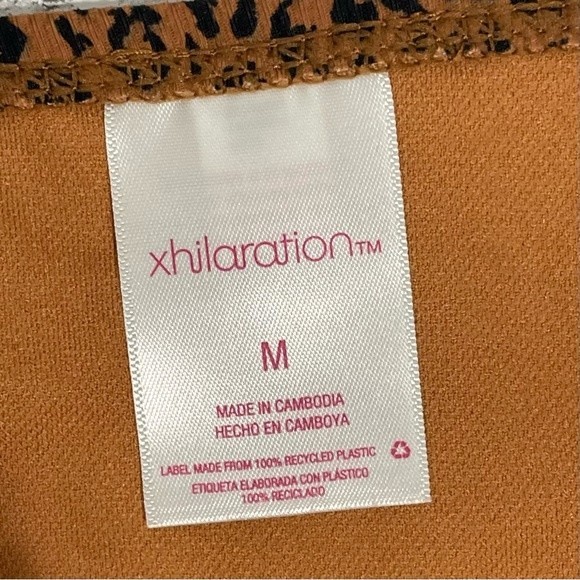 xhilaration™
M
MADE IN CAMBODIA
HECHO EN CAMBOYA
LABEL MADE FROM 100% RECYCLED PLASTIC
ETIQUETA ELABORADA CON PLÁSTICO
100% RECICLADO